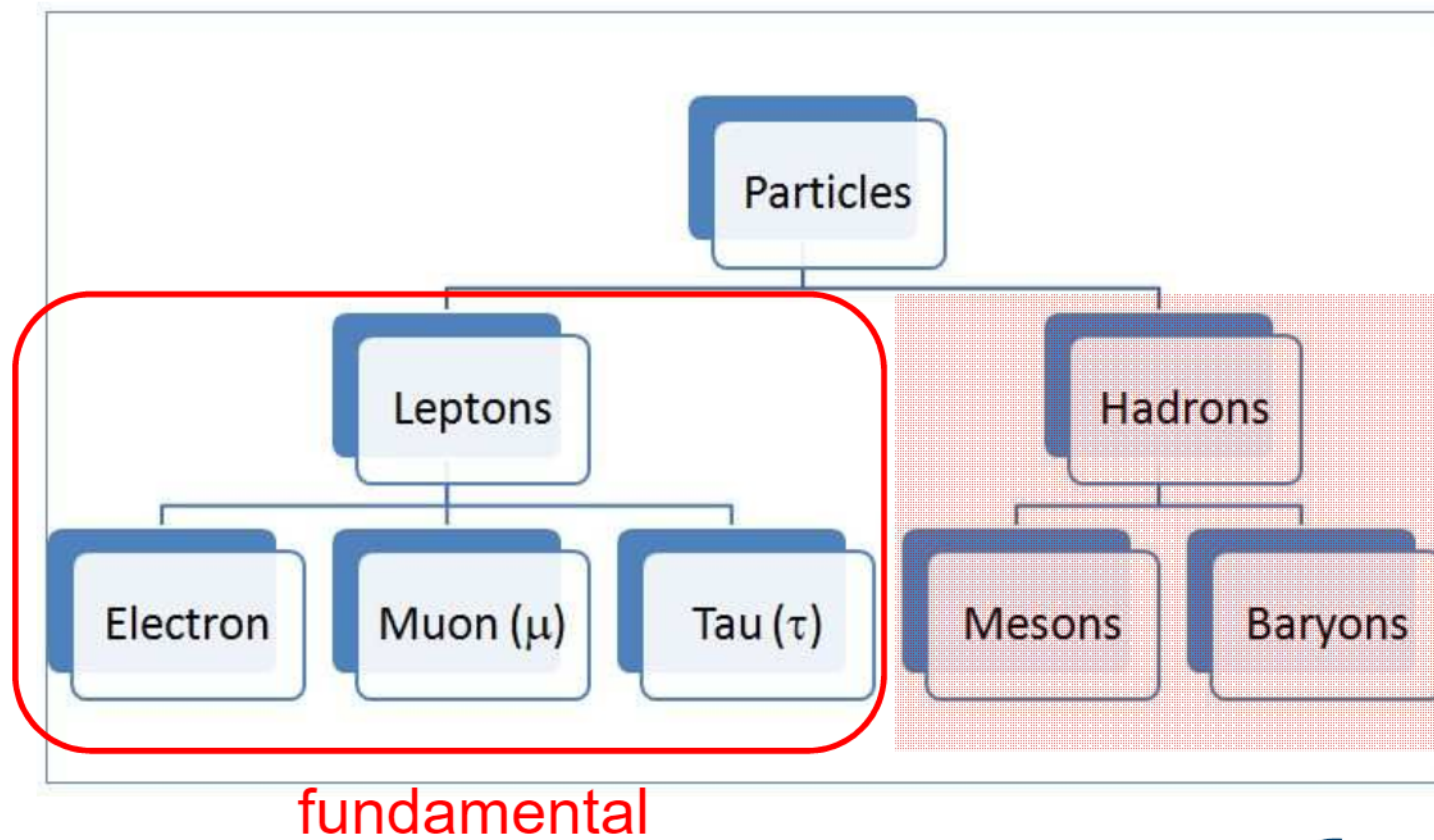 Particles
Leptons
Hadrons
Electron
Muon (μ)
Tau (τ)
Mesons
Baryons
fundamental